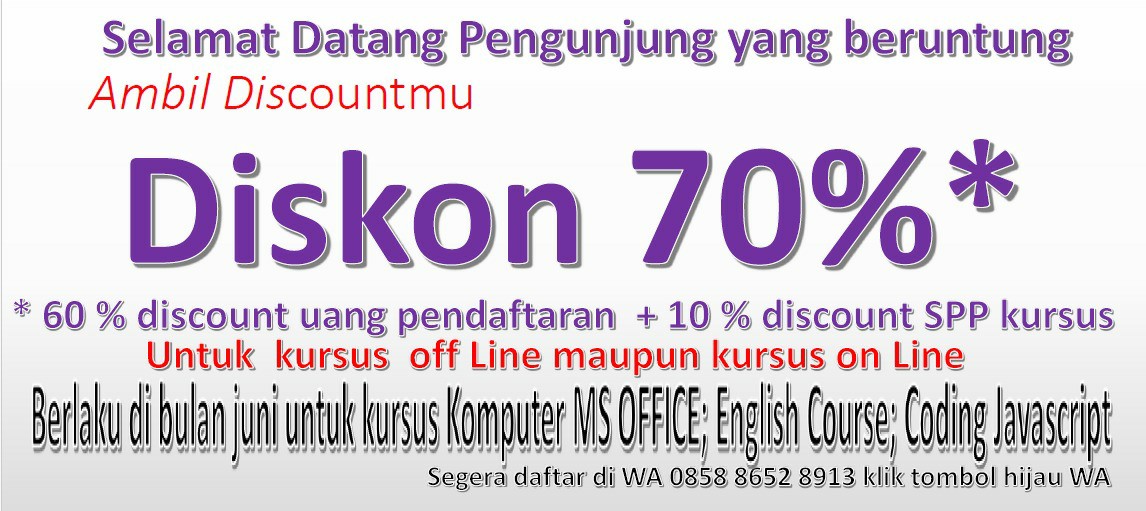 Selamat Datang Pengunjung yang beruntung
Ambil Discountmu
Diskon 70%*
* 60 % discount uang pendaftaran + 10 % discount SPP kursus
Untuk kursus off Line maupun kursus on Line
Berlaku di bulan juni untuk kursus Komputer MS OFFICE; English Course; Coding Javascript
Segera daftar di WA 0858 8652 8913 klik tombol hijau WA